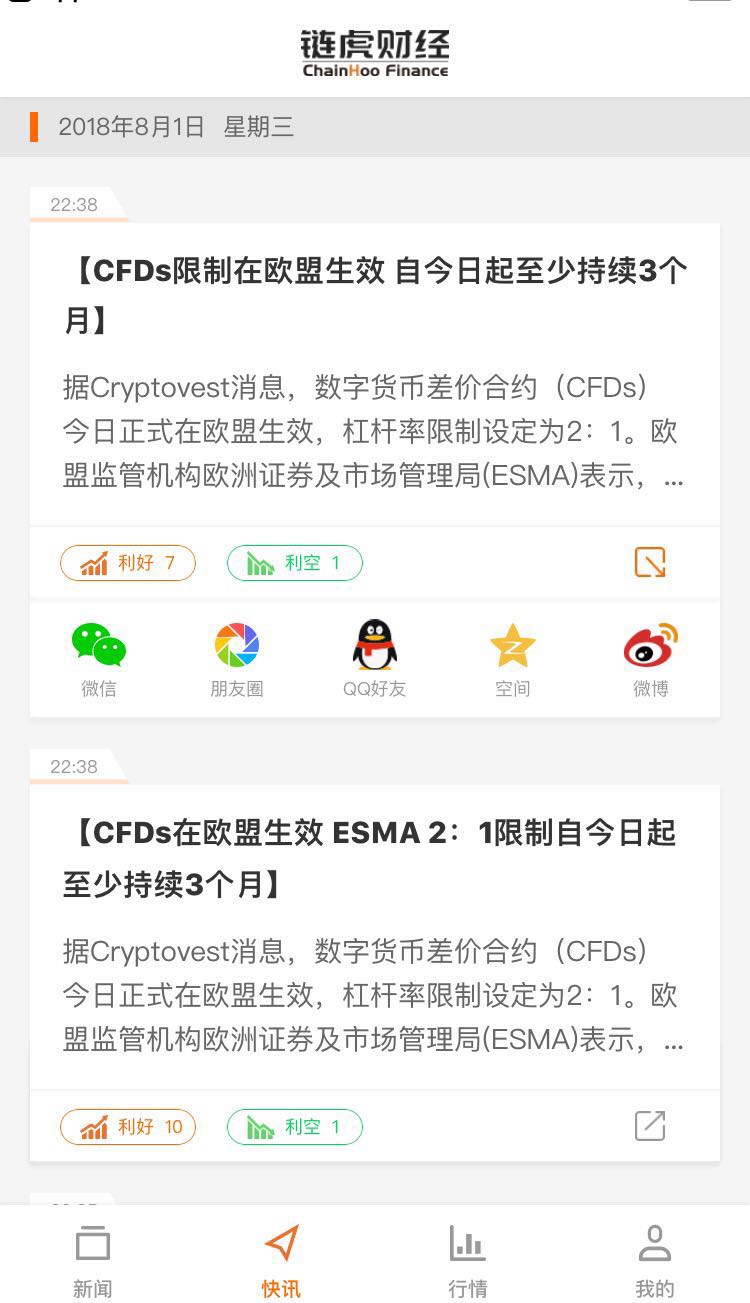 链虎财经
ChainHoo Finance
2018年8月1日 星期三
22:38
【CFDs限制在欧盟生效 自今日起至少持续3个
月】
据Cryptovest消息，数字货币差价合约（CFDs）
今日正式在欧盟生效，杠杆率限制设定为2：1。欧
盟监管机构欧洲证券及市场管理局(ESMA)表示，...
利好 7 利空 1
微信 朋友圈 QQ好友 空间 微博
22:38
【CFDs在欧盟生效 ESMA 2：1限制自今日起
至少持续3个月】
据Cryptovest消息，数字货币差价合约（CFDs）
今日正式在欧盟生效，杠杆率限制设定为2：1。欧
盟监管机构欧洲证券及市场管理局(ESMA)表示，...
利好 10 利空 1
新闻 快讯 行情 我的